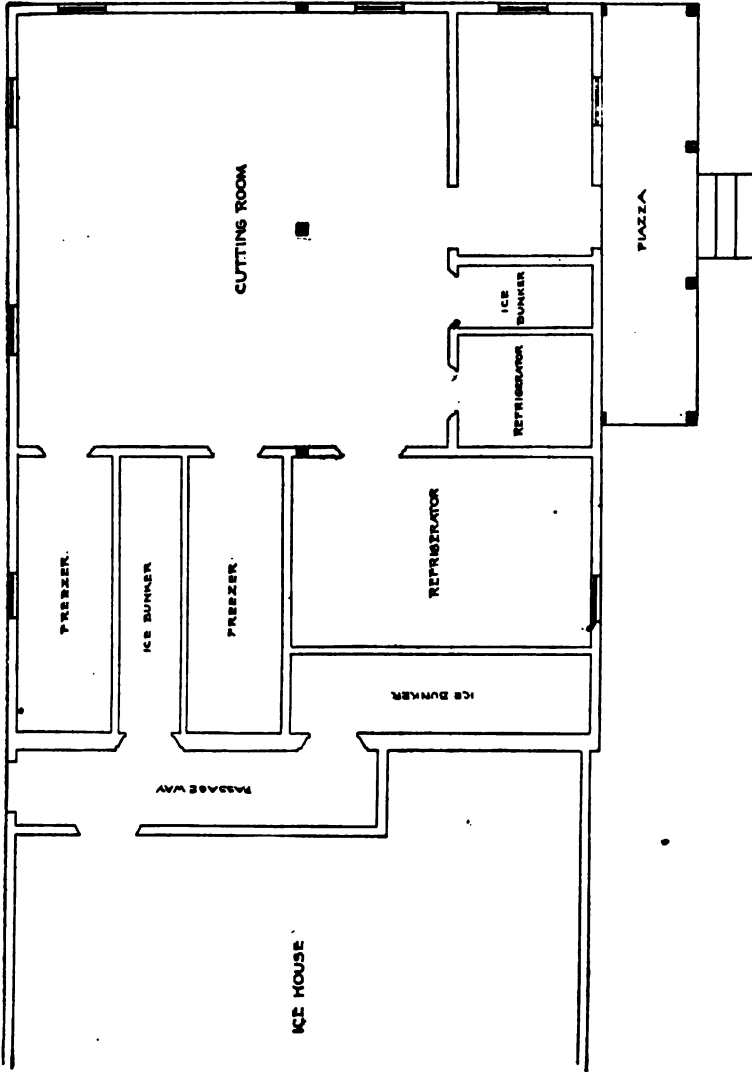 CUTTING ROOM
PIAZZA
ICE
BUNKER
REFRIGERATOR
FREEZER.
ICE BUNKER
FREEZER.
REFRIGERATOR
ICE BUNKER
PASSAGE WAY
ICE HOUSE